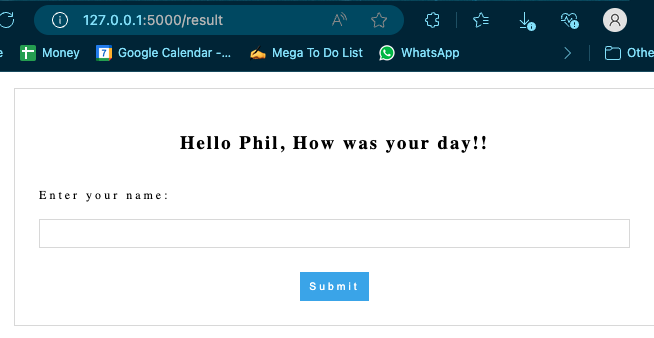 127.0.0.1:5000/result
e Money 7 Google Calendar -... Mega To Do List WhatsApp Othe
Hello Phil, How was your day!!
Enter your name:
Submit